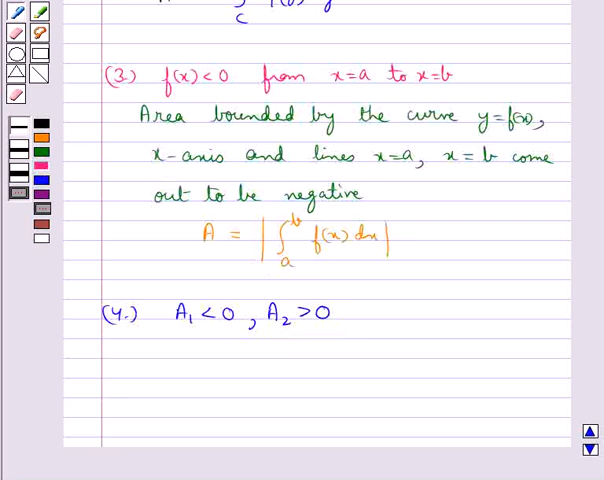 (3.) f(x) < 0 from x=a to x=b
Area bounded by the curve y=f(x),
x-axis and lines x=a, x=b come
out to be negative
A = | ∫_a^b f(x) dx |
(4.) A₁ < 0, A₂ > 0